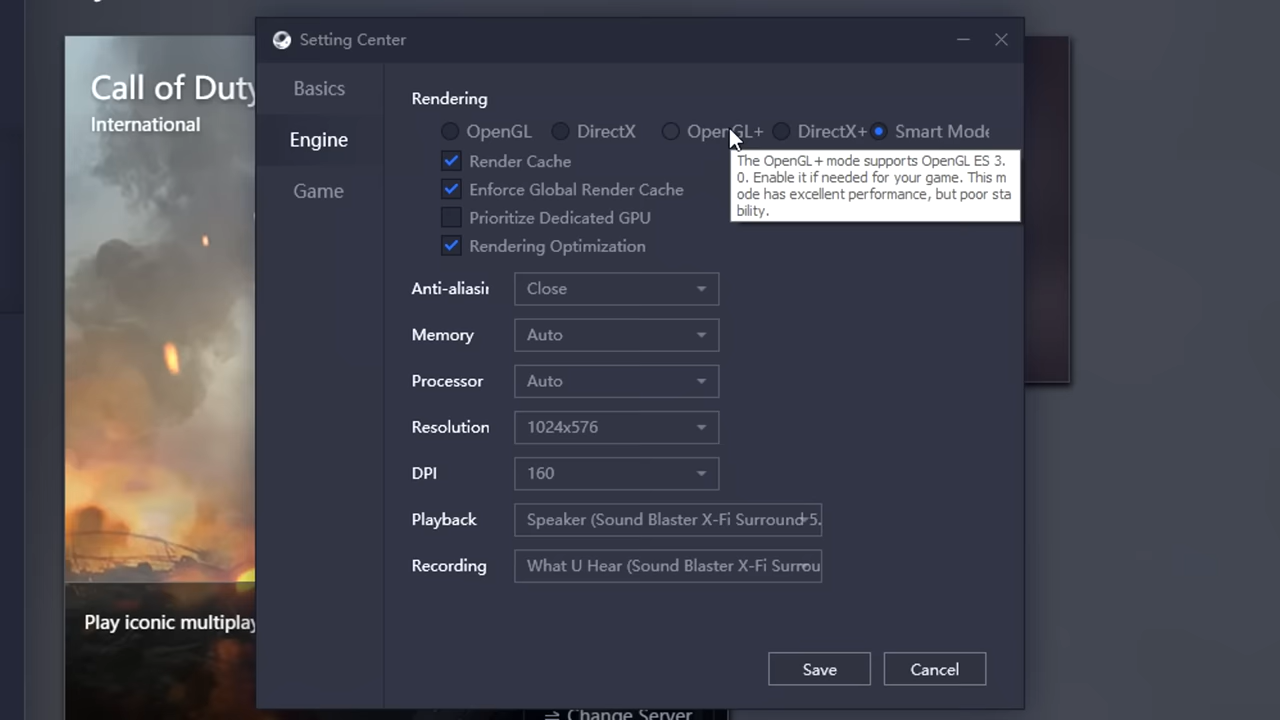 Setting Center
Call of Duty
International
Basics
Engine
Game
Rendering
OpenGL DirectX OpenGL+ DirectX+ Smart Mode
The OpenGL+ mode supports OpenGL ES 3.
0. Enable it if needed for your game. This m
ode has excellent performance, but poor sta
bility.
Render Cache
Enforce Global Render Cache
Prioritize Dedicated GPU
Rendering Optimization
Anti-aliasin Close
Memory Auto
Processor Auto
Resolution 1024x576
DPI 160
Playback Speaker (Sound Blaster X-Fi Surround 5.
Recording What U Hear (Sound Blaster X-Fi Surrou
Play iconic multiplay
Save Cancel
Change Server